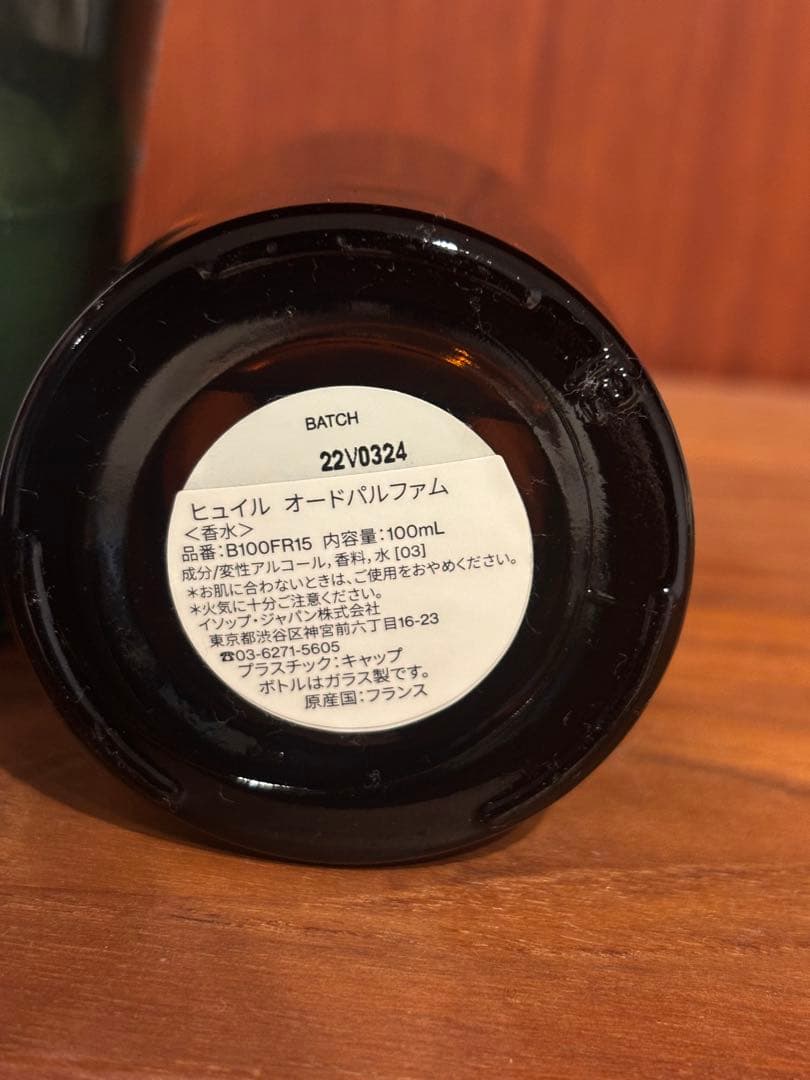 BATCH
22V0324
ヒュイル オードパルファム
<香水>
品番:B100FR15 内容量:100mL
成分/変性アルコール,香料,水 [03]
*お肌に合わないときは、ご使用をおやめください。
*火気に十分ご注意ください。
イソップ・ジャパン株式会社
東京都渋谷区神宮前六丁目16-23
☎03-6271-5605
プラスチック:キャップ
ボトルはガラス製です。
原産国:フランス